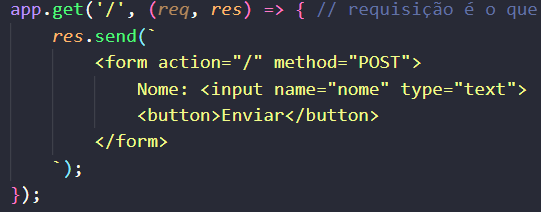 app.get('/', (req, res) => { // requisição é o que
res.send(`
<form action="/" method="POST">
Nome: <input name="nome" type="text">
<button>Enviar</button>
</form>
`);
});